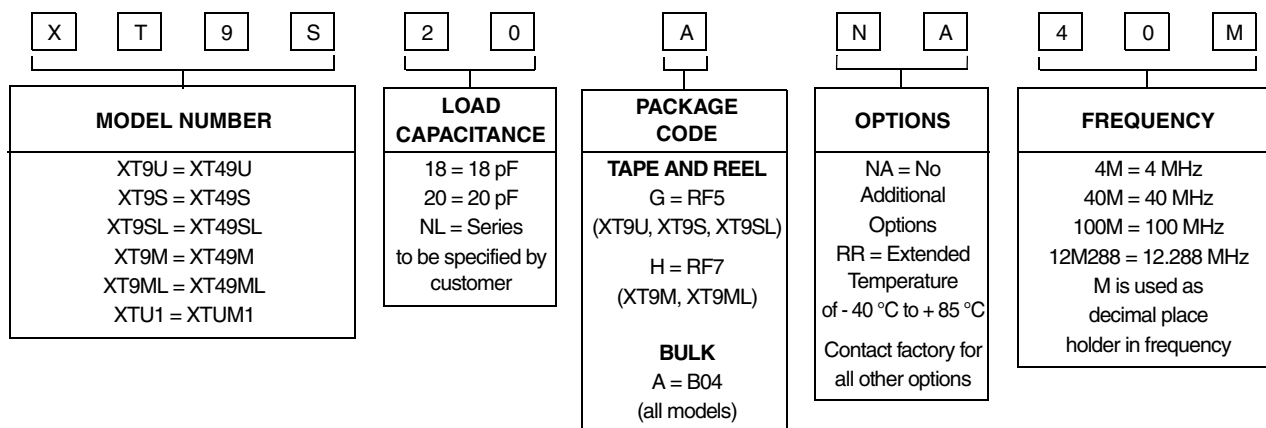 X T 9 S 2 0 A N A 4 0 M
MODEL NUMBER
XT9U = XT49U
XT9S = XT49S
XT9SL = XT49SL
XT9M = XT49M
XT9ML = XT49ML
XTU1 = XTUM1
LOAD
CAPACITANCE
18 = 18 pF
20 = 20 pF
NL = Series
to be specified by
customer
PACKAGE
CODE
TAPE AND REEL
G = RF5
(XT9U, XT9S, XT9SL)
H = RF7
(XT9M, XT9ML)
BULK
A = B04
(all models)
OPTIONS
NA = No
Additional
Options
RR = Extended
Temperature
of - 40 °C to + 85 °C
Contact factory for
all other options
FREQUENCY
4M = 4 MHz
40M = 40 MHz
100M = 100 MHz
12M288 = 12.288 MHz
M is used as
decimal place
holder in frequency